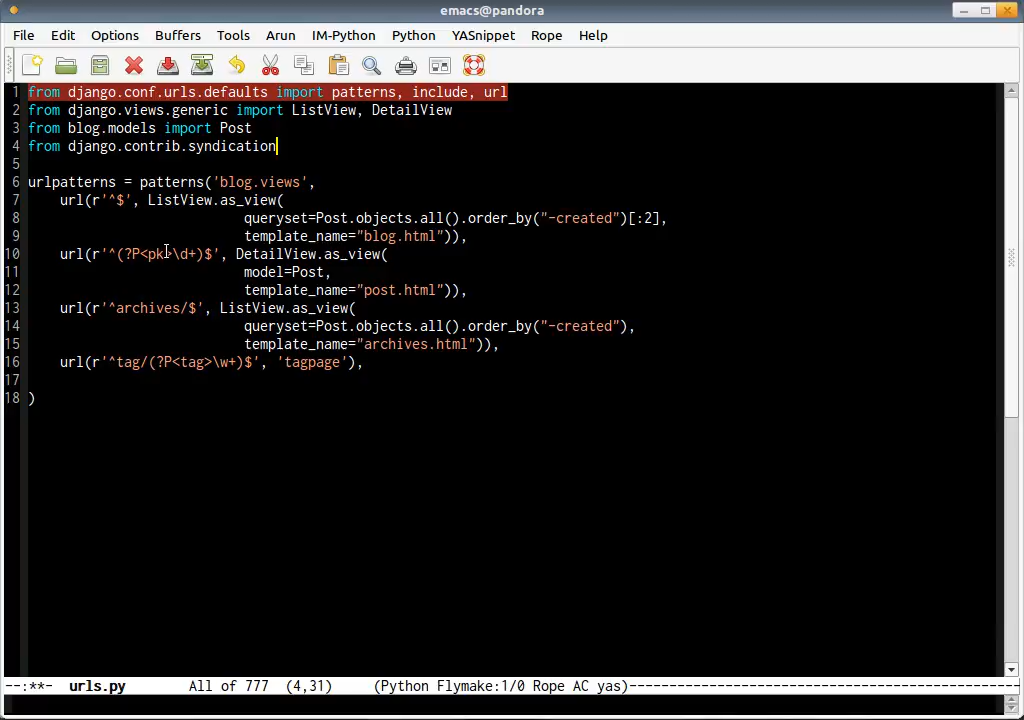 emacs@pandora
File Edit Options Buffers Tools Arun IM-Python Python YASnippet Rope Help
1 from django.conf.urls.defaults import patterns, include, url
2 from django.views.generic import ListView, DetailView
3 from blog.models import Post
4 from django.contrib.syndication
5
6 urlpatterns = patterns('blog.views',
7     url(r'^$', ListView.as_view(
8                            queryset=Post.objects.all().order_by("-created")[:2],
9                            template_name="blog.html")),
10     url(r'^(?P<pk>\d+)$', DetailView.as_view(
11                            model=Post,
12                            template_name="post.html")),
13     url(r'^archives/$', ListView.as_view(
14                            queryset=Post.objects.all().order_by("-created"),
15                            template_name="archives.html")),
16     url(r'^tag/(?P<tag>\w+)$', 'tagpage'),
17
18 )
--:**-  urls.py        All of 777  (4,31)     (Python Flymake:1/0 Rope AC yas)-------------------------------------------------